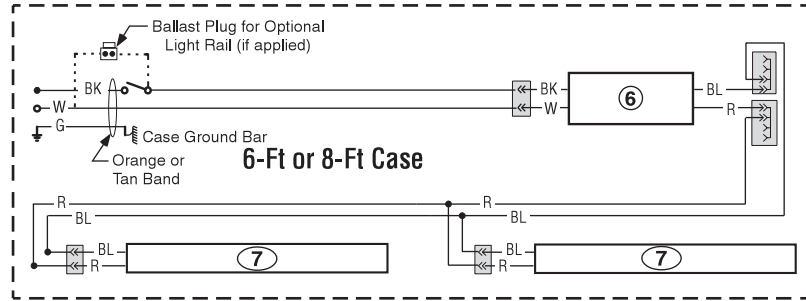 Ballast Plug for Optional
Light Rail (if applied)
BK
BK
BL
6
W
W
R
G
Case Ground Bar
Orange or
Tan Band
6-Ft or 8-Ft Case
R
R
BL
BL
BL
7
BL
7
R
R